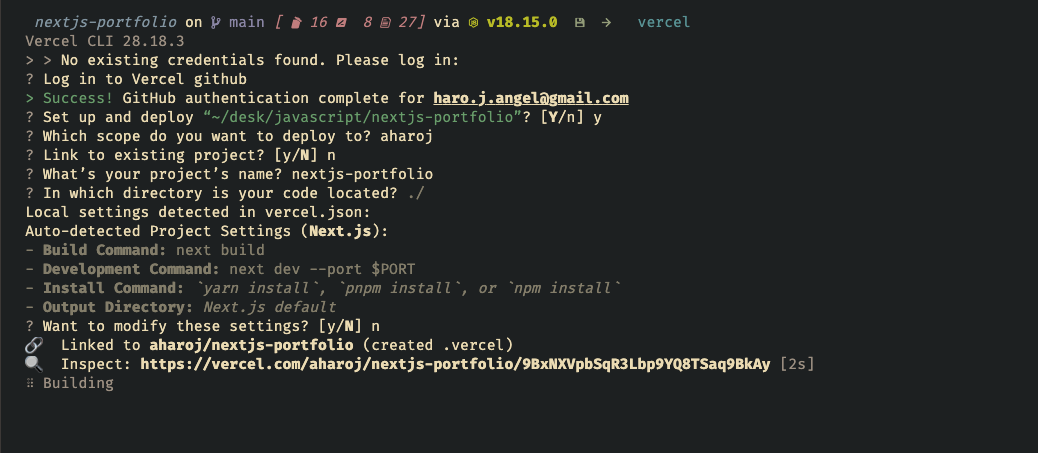 nextjs-portfolio on main [ 16 8 27] via v18.15.0 → vercel
Vercel CLI 28.18.3
> > No existing credentials found. Please log in:
? Log in to Vercel github
> Success! GitHub authentication complete for haro.j.angel@gmail.com
? Set up and deploy “~/desk/javascript/nextjs-portfolio”? [Y/n] y
? Which scope do you want to deploy to? aharoj
? Link to existing project? [y/N] n
? What’s your project’s name? nextjs-portfolio
? In which directory is your code located? ./
Local settings detected in vercel.json:
Auto-detected Project Settings (Next.js):
- Build Command: next build
- Development Command: next dev --port $PORT
- Install Command: `yarn install`, `pnpm install`, or `npm install`
- Output Directory: Next.js default
? Want to modify these settings? [y/N] n
🔗 Linked to aharoj/nextjs-portfolio (created .vercel)
🔍 Inspect: https://vercel.com/aharoj/nextjs-portfolio/9BxNXVpbSqR3Lbp9YQ8TSaq9BkAy [2s]
⠿ Building